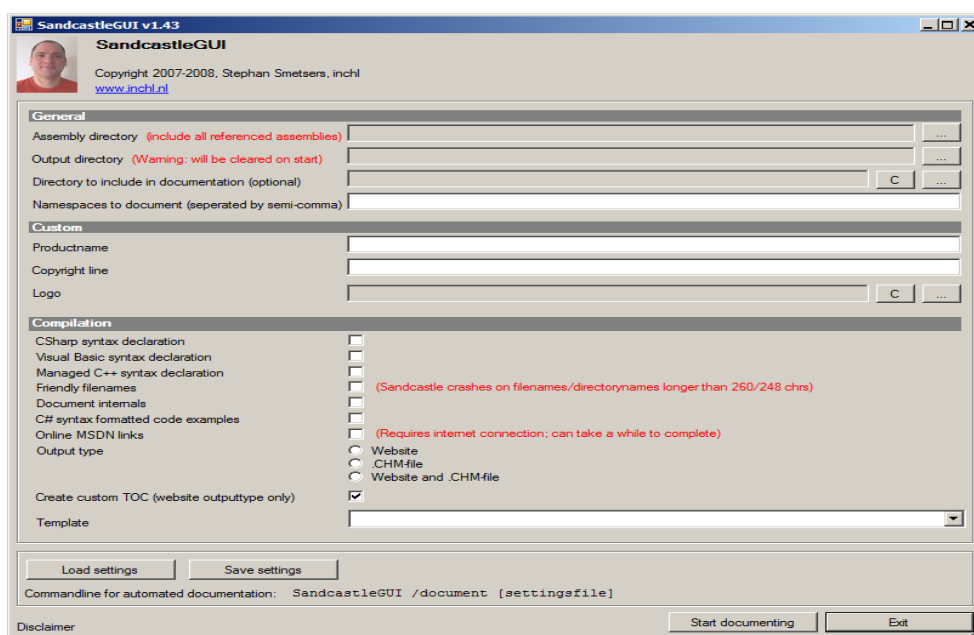 SandcastleGUI v1.43
SandcastleGUI
Copyright 2007-2008, Stephan Smetsers, inchl
www.inchl.nl
General
Assembly directory (include all referenced assemblies) ...
Output directory (Warning: will be cleared on start) ...
Directory to include in documentation (optional) C ...
Namespaces to document (seperated by semi-comma)
Custom
Productname
Copyright line
Logo C ...
Compilation
CSharp syntax declaration
Visual Basic syntax declaration
Managed C++ syntax declaration
Friendly filenames (Sandcastle crashes on filenames/directorynames longer than 260/248 chrs)
Document internals
C# syntax formatted code examples
Online MSDN links (Requires internet connection; can take a while to complete)
Output type Website
.CHM-file
Website and .CHM-file
Create custom TOC (website outputtype only)
Template
Load settings Save settings
Commandline for automated documentation: SandcastleGUI /document [settingsfile]
Disclaimer Start documenting Exit